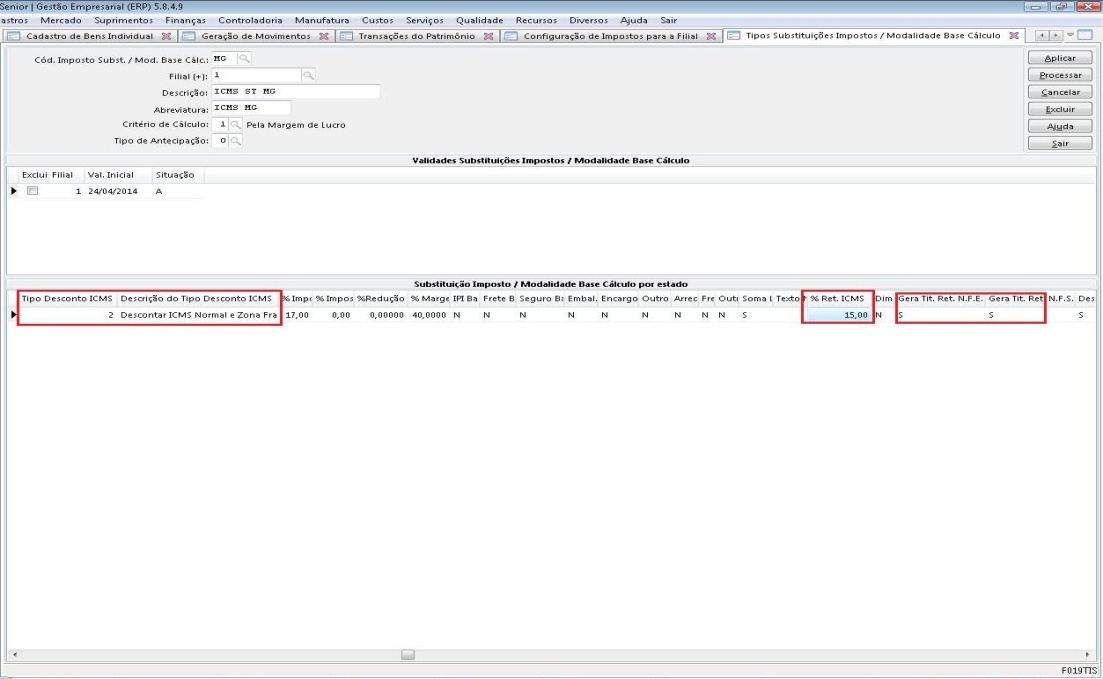 Senior | Gestão Empresarial (ERP) 5.8.4.9
astros Mercado Suprimentos Finanças Controladoria Manufatura Custos Serviços Qualidade Recursos Diversos Ajuda Sair
Cadastro de Bens Individual Geração de Movimentos Transações do Patrimônio Configuração de Impostos para a Filial Tipos Substituições Impostos / Modalidade Base Cálculo
Cód. Imposto Subst. / Mod. Base Cálc.: MG
Filial (+): 1
Descrição: ICMS ST MG
Abreviatura: ICMS MG
Critério de Cálculo: 1 Pela Margem de Lucro
Tipo de Antecipação: 0
Aplicar
Processar
Cancelar
Excluir
Ajuda
Sair
Validades Substituições Impostos / Modalidade Base Cálculo
Exclui Filial Val. Inicial Situação
1 24/04/2014 A
Substituição Imposto / Modalidade Base Cálculo por estado
Tipo Desconto ICMS Descrição do Tipo Desconto ICMS % Impo % Impos %Redução % Marge IPI Ba Frete B Seguro Ba Embal. Encargo Outro Arrec Fre Outr Soma I Texto N % Ret. ICMS Dim Gera Tit. Ret. N.F.E. Gera Tit. Ret. N.F.S. Des
2 Descontar ICMS Normal e Zona Fra 17,00 0,00 0,00000 40,0000 N N N N N N N N N S 15,00 N S S S
F019TIS